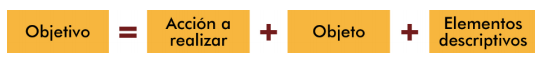 Objetivo = Acción a realizar + Objeto + Elementos descriptivos